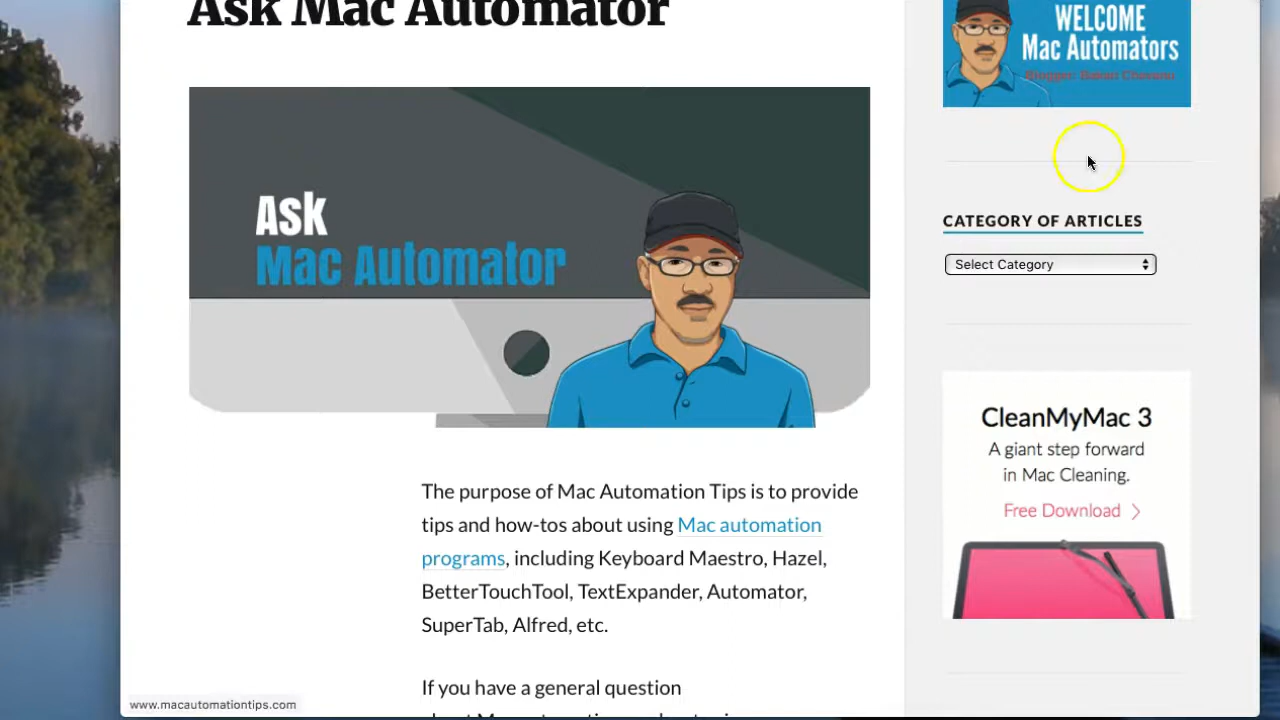 Ask Mac Automator
WELCOME
Mac Automators
Ask
Mac Automator
CATEGORY OF ARTICLES
Select Category
CleanMyMac 3
A giant step forward
in Mac Cleaning.
Free Download
The purpose of Mac Automation Tips is to provide
tips and how-tos about using Mac automation
programs, including Keyboard Maestro, Hazel,
BetterTouchTool, TextExpander, Automator,
SuperTab, Alfred, etc.
If you have a general question
www.macautomationtips.com